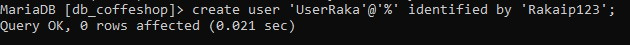 MariaDB [db_coffeshop]> create user 'UserRaka'@'%' identified by 'Rakaip123';
Query OK, 0 rows affected (0.021 sec)